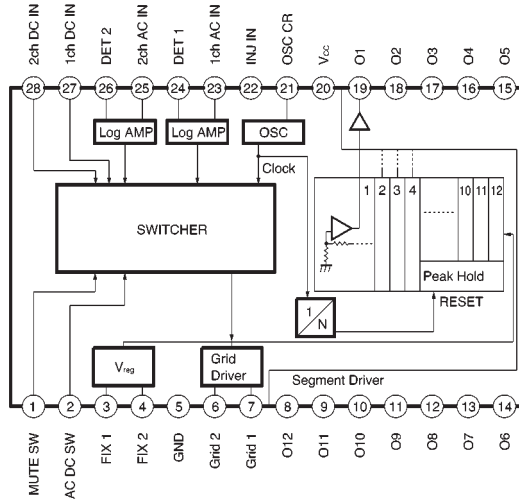 2ch DC IN
1ch DC IN
DET 2
2ch AC IN
DET 1
1ch AC IN
INJ IN
OSC CR
Vcc
O1
O2
O3
O4
O5
28
27
26
25
24
23
22
21
20
19
18
17
16
15
Log AMP
Log AMP
OSC
Clock
1
2
3
4
10
11
12
SWITCHER
Peak Hold
RESET
1/N
Vreg
Grid Driver
Segment Driver
1
2
3
4
5
6
7
8
9
10
11
12
13
14
MUTE SW
AC DC SW
FIX 1
FIX 2
GND
Grid 2
Grid 1
O12
O11
O10
O9
O8
O7
O6